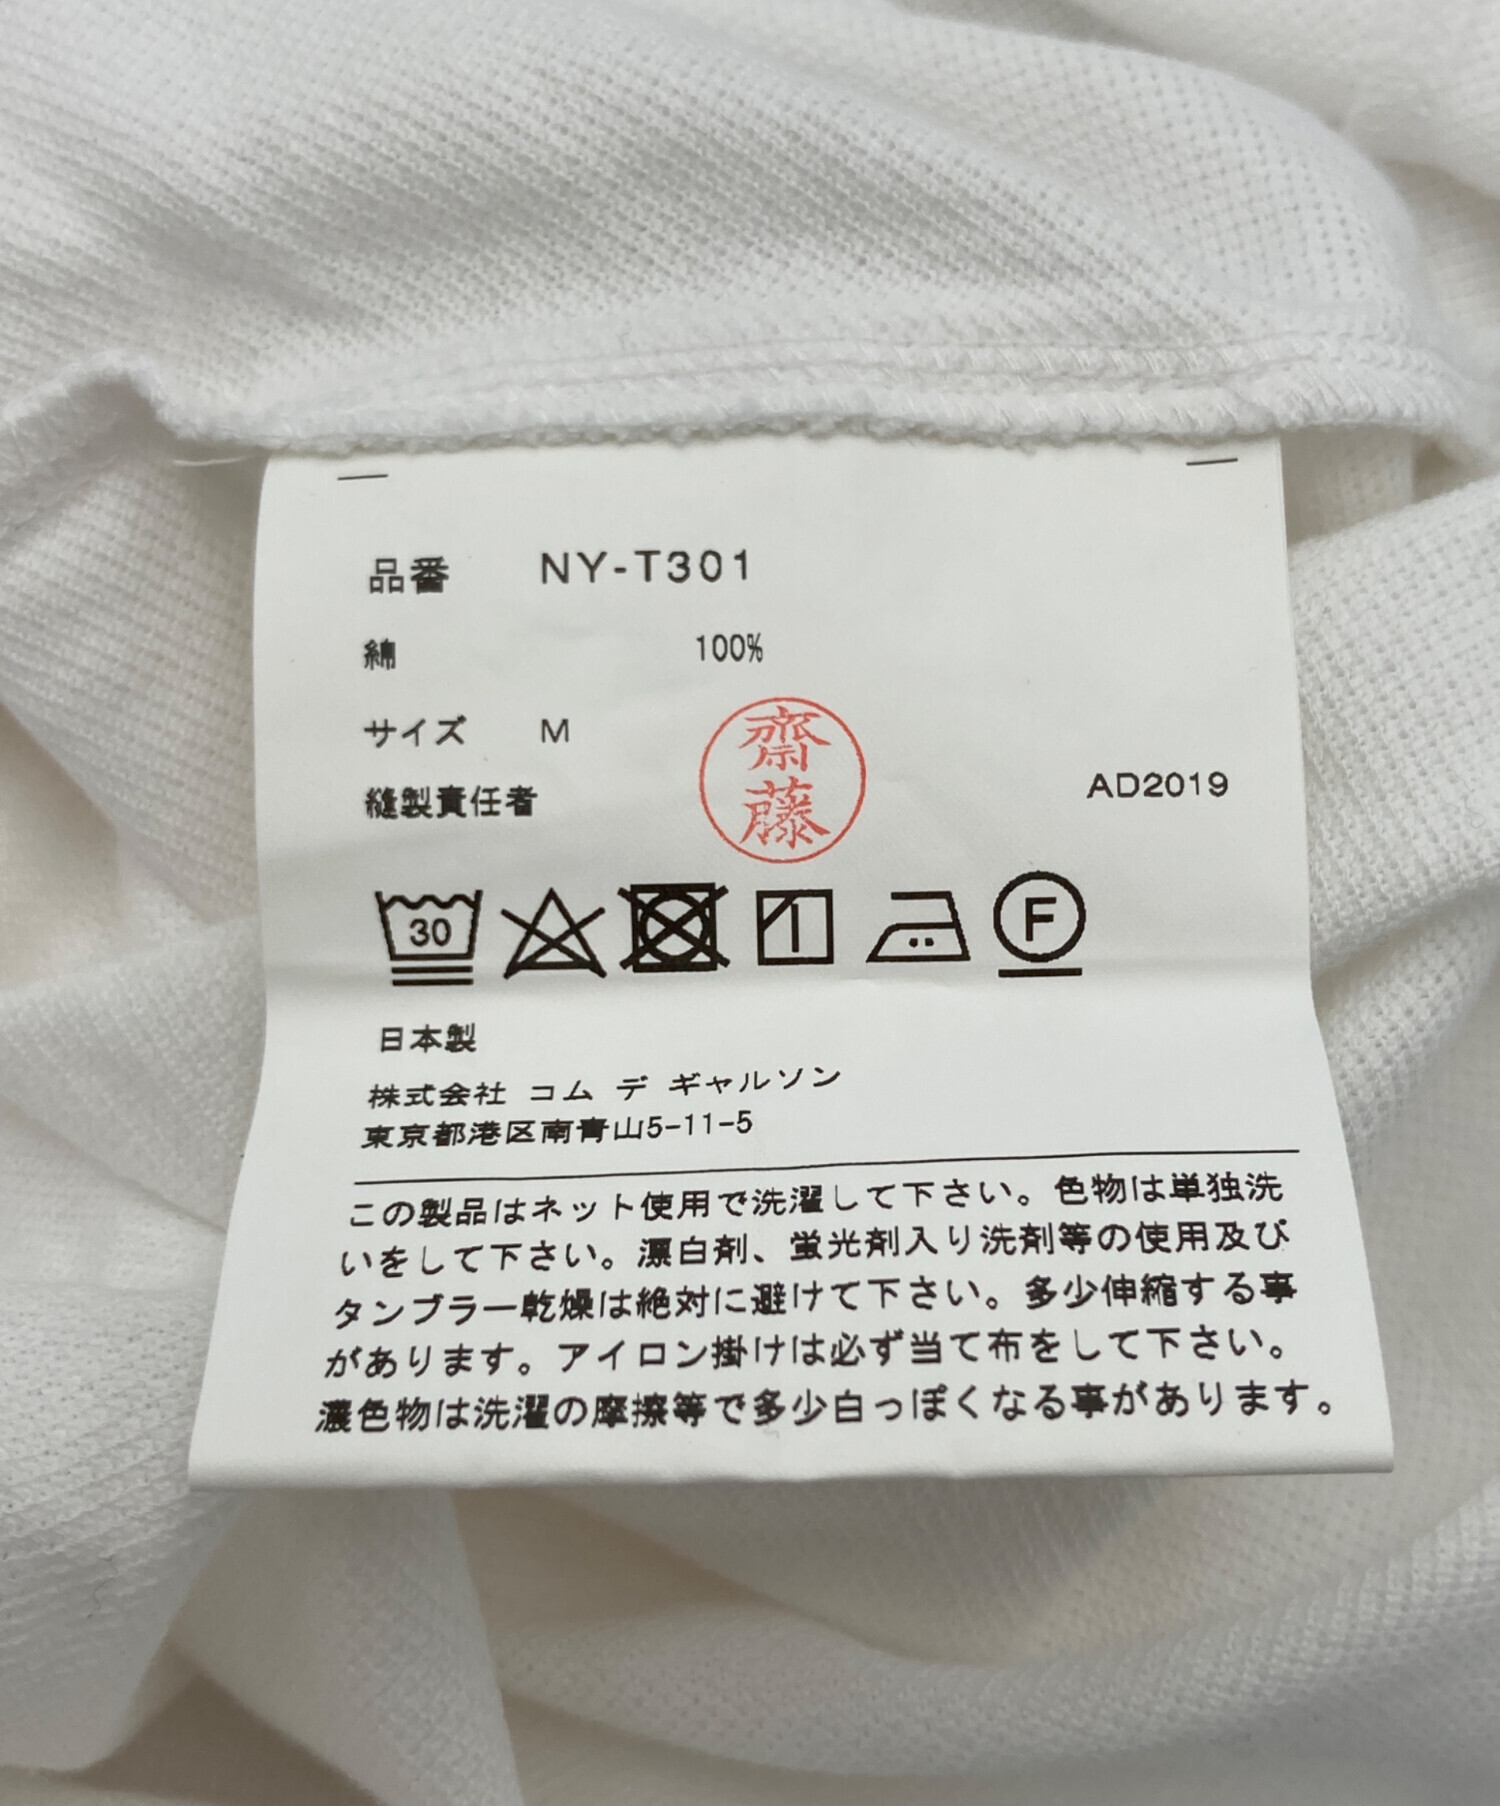 品番 NY-T301
綿 100%
サイズ M
縫製責任者 齋藤 AD2019
30
F
日本製
株式会社 コム デ ギャルソン
東京都港区南青山5-11-5
この製品はネット使用で洗濯して下さい。色物は単独洗
いをして下さい。漂白剤、蛍光剤入り洗剤等の使用及び
タンブラー乾燥は絶対に避けて下さい。多少伸縮する事
があります。アイロン掛けは必ず当て布をして下さい。
濃色物は洗濯の摩擦等で多少白っぽくなる事があります。